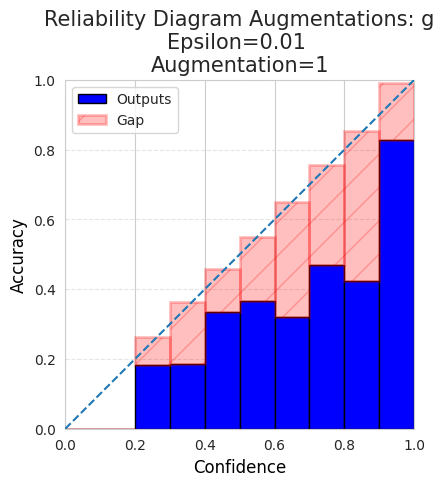 Reliability Diagram Augmentations: g
Epsilon=0.01
Augmentation=1
Outputs
Gap
Accuracy
1.0
0.8
0.6
0.4
0.2
0.0
0.0 0.2 0.4 0.6 0.8 1.0
Confidence